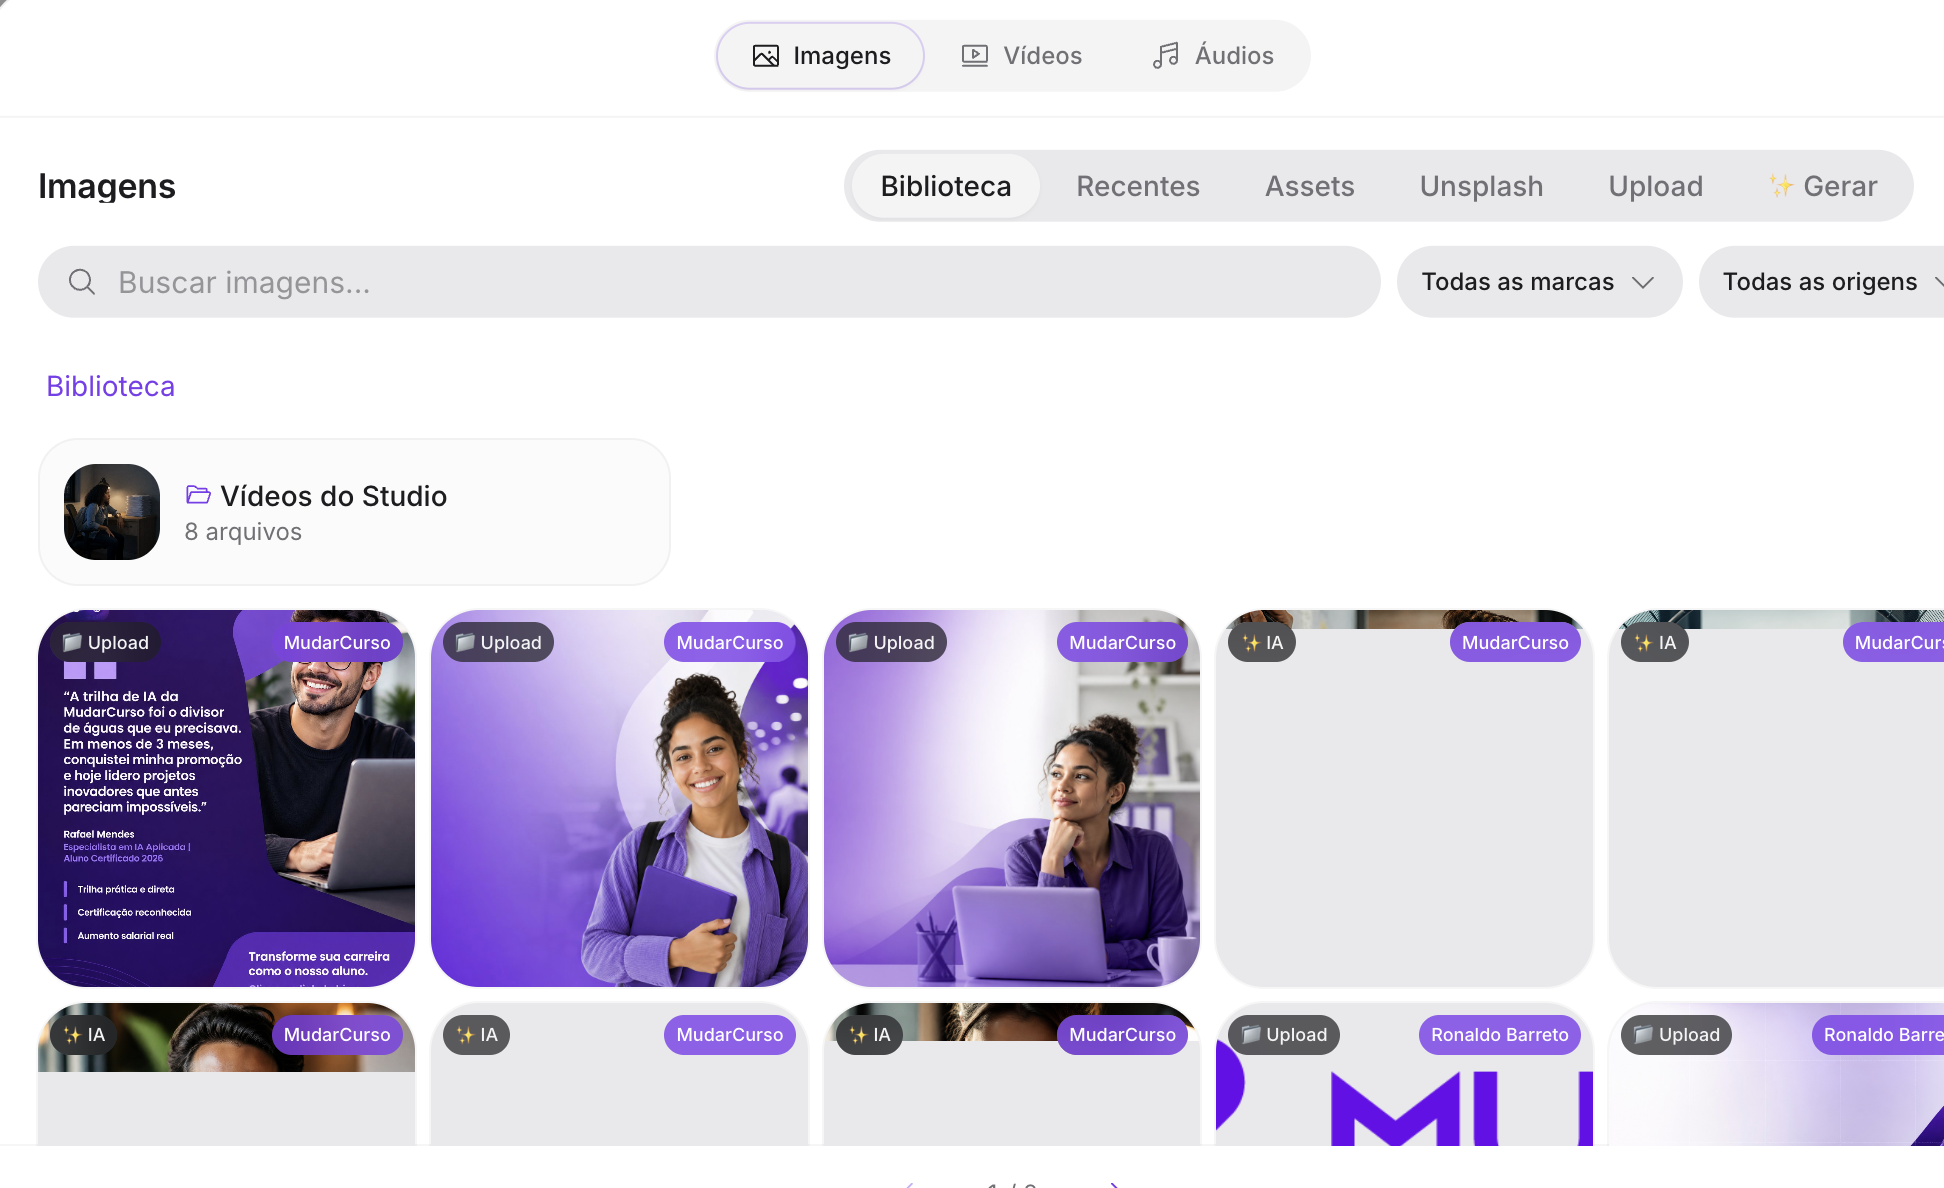 Imagens
Vídeos
Áudios
Imagens
Biblioteca
Recentes
Assets
Unsplash
Upload
✨ Gerar
Buscar imagens...
Todas as marcas
Todas as origens
Biblioteca
Vídeos do Studio
8 arquivos
Upload
MudarCurso
“A trilha de IA da
MudarCurso foi o divisor
de águas que eu precisava.
Em menos de 3 meses,
conquistei minha promoção
e hoje lidero projetos
inovadores que antes
pareciam impossíveis.”
Rafael Mendes
Especialista em IA Aplicada |
Aluno Certificado 2026
Trilha prática e direta
Certificação reconhecida
Aumento salarial real
Transforme sua carreira
como o nosso aluno.
Upload
MudarCurso
Upload
MudarCurso
✨ IA
MudarCurso
✨ IA
MudarCurs
✨ IA
MudarCurso
✨ IA
MudarCurso
✨ IA
MudarCurso
Upload
Ronaldo Barreto
MU
Upload
Ronaldo Barre